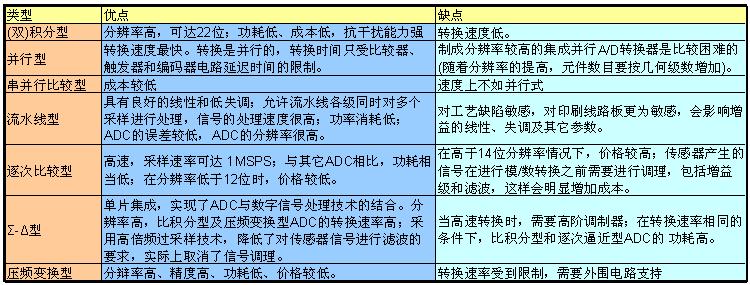 类型 优点 缺点
(双)积分型 分辨率高，可达22位；功耗低、成本低，抗干扰能力强 转换速度低。
并行型 转换速度最快。转换是并行的，转换时间只受比较器、
触发器和编码器电路延迟时间的限制。
制成分辨率较高的集成并行A/D转换器是比较困难的
(随着分辨率的提高，元件数目要按几何级数增加)。
串并行比较型 成本较低 速度上不如并行式
流水线型 具有良好的线性和低失调；允许流水线各级同时对多个
采样进行处理，信号的处理速度很高；功率消耗低；
ADC的误差较低，ADC的分辨率很高。
对工艺缺陷敏感，对印刷线路板更为敏感，会影响增
益的线性、失调及其它参数。
逐次比较型 高速，采样速率可达 1MSPS；与其它ADC相比，功耗相
当低；在分辨率低于12位时，价格较低。
在高于14位分辨率情况下，价格较高；传感器产生的
信号在进行模/数转换之前需要进行调理，包括增益
级和滤波，这样会明显增加成本。
Σ-Δ型 单片集成，实现了ADC与数字信号处理技术的结合。分
辨率高，比积分型及压频变换型ADC的转换速率高；采
用高倍频过采样技术，降低了对传感器信号进行滤波的
要求，实际上取消了信号调理。
当高速转换时，需要高阶调制器；在转换速率相同的
条件下，比积分型和逐次逼近型ADC的 功耗高。
压频变换型 分辩率高、精度高、功耗低、价格较低。 转换速率受到限制，需要外围电路支持